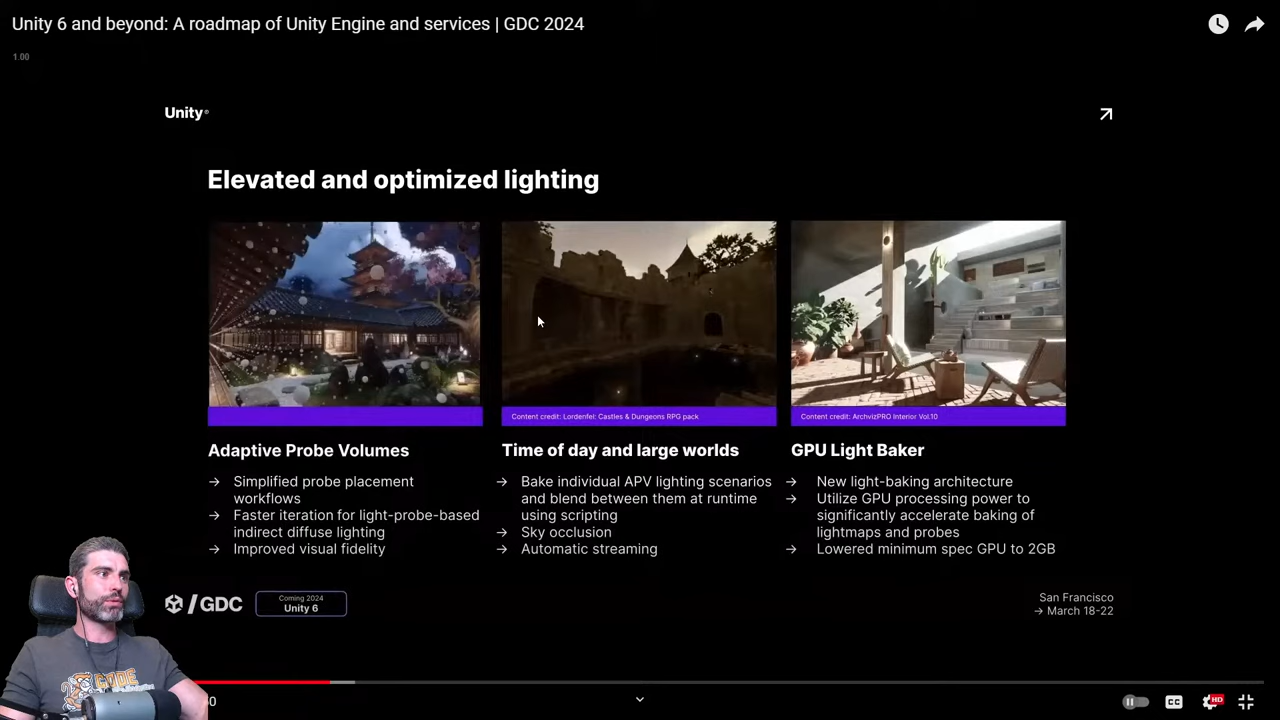 Unity 6 and beyond: A roadmap of Unity Engine and services | GDC 2024
1.00
Unity®
Elevated and optimized lighting
Content credit: Lordenfel: Castles & Dungeons RPG pack
Content credit: ArchvizPRO Interior Vol.10
Adaptive Probe Volumes
→ Simplified probe placement
workflows
→ Faster iteration for light-probe-based
indirect diffuse lighting
→ Improved visual fidelity
Time of day and large worlds
→ Bake individual APV lighting scenarios
and blend between them at runtime
using scripting
→ Sky occlusion
→ Automatic streaming
GPU Light Baker
→ New light-baking architecture
→ Utilize GPU processing power to
significantly accelerate baking of
lightmaps and probes
→ Lowered minimum spec GPU to 2GB
/GDC
Coming 2024
Unity 6
San Francisco
→ March 18-22
CODE
CC
HD